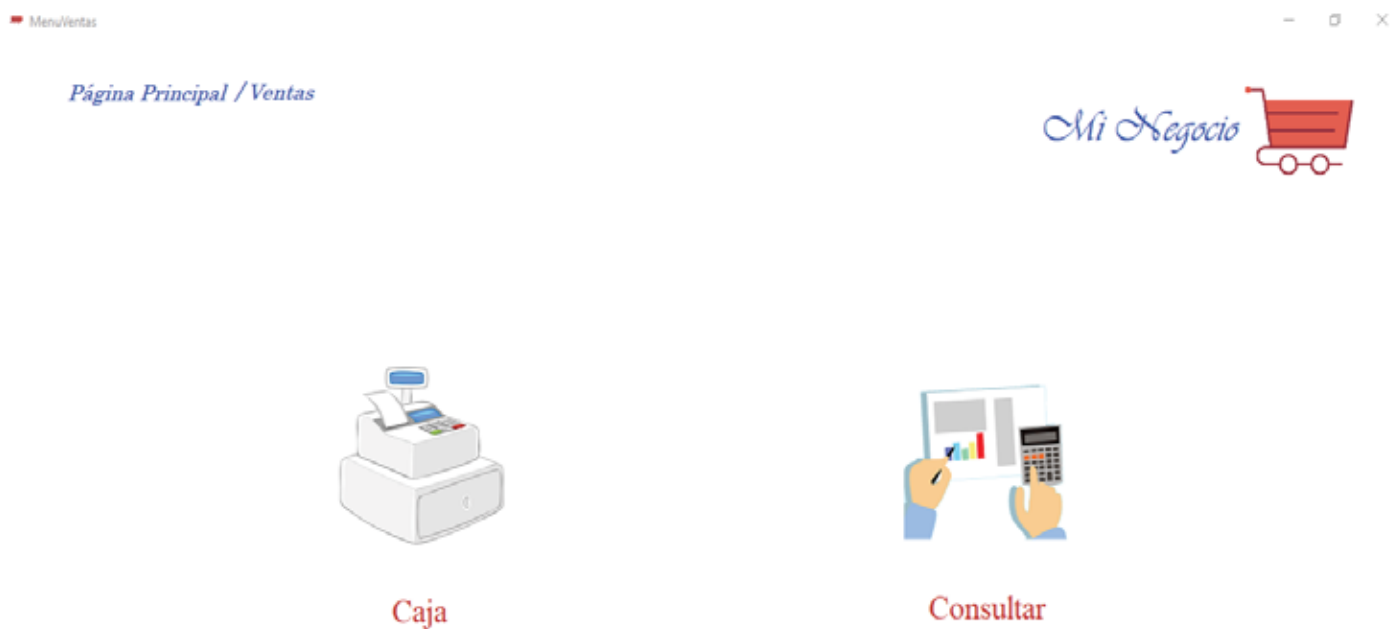 MenuVentas
Página Principal / Ventas
Mi Negocio
Caja
Consultar